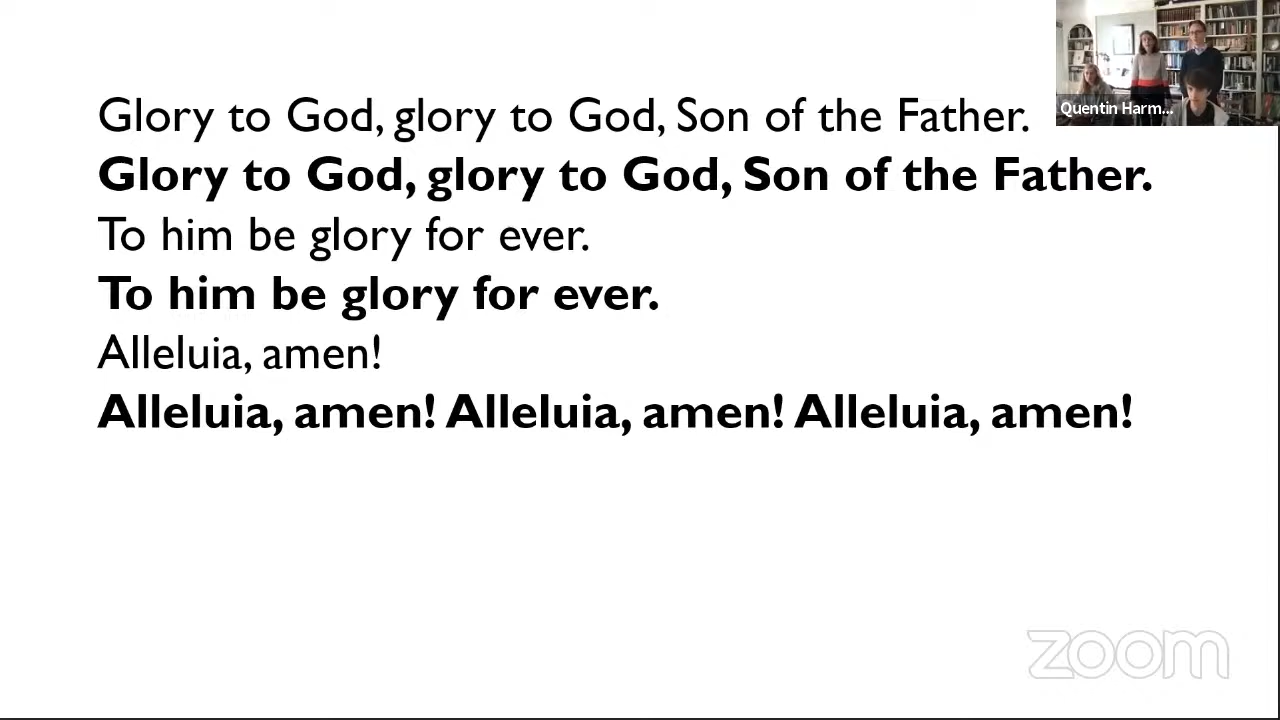 Glory to God, glory to God, Son of the Father.
Glory to God, glory to God, Son of the Father.
To him be glory for ever.
To him be glory for ever.
Alleluia, amen!
Alleluia, amen! Alleluia, amen! Alleluia, amen!
Quentin Harm...
zoom